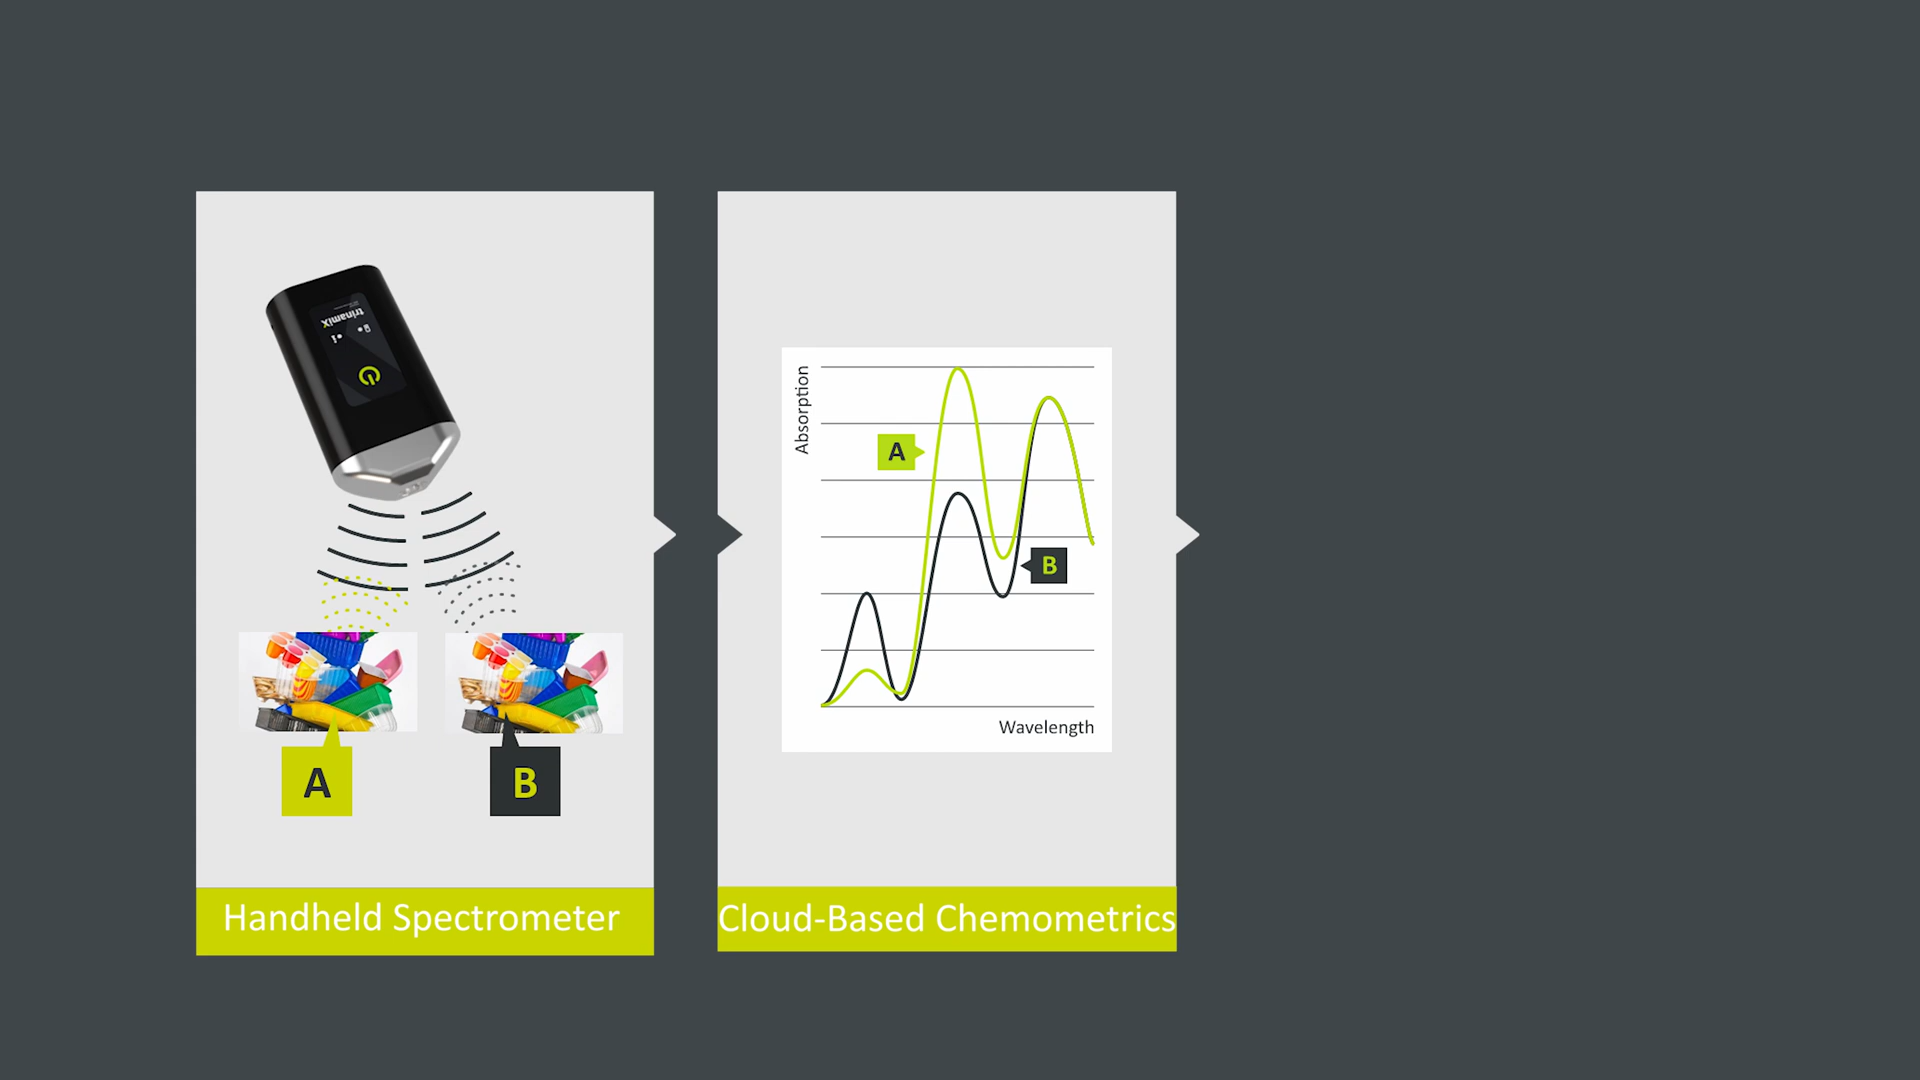 trinamiX
A
B
Handheld Spectrometer
Absorption
A
B
Wavelength
Cloud-Based Chemometrics